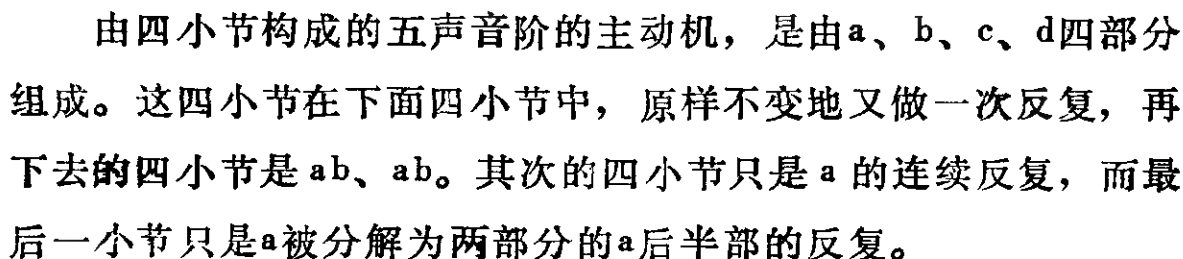 由四小节构成的五声音阶的主动机，是由a、b、c、d四部分
组成。这四小节在下面四小节中，原样不变地又做一次反复，再
下去的四小节是ab、ab。其次的四小节只是a的连续反复，而最
后一小节只是a被分解为两部分的a后半部的反复。